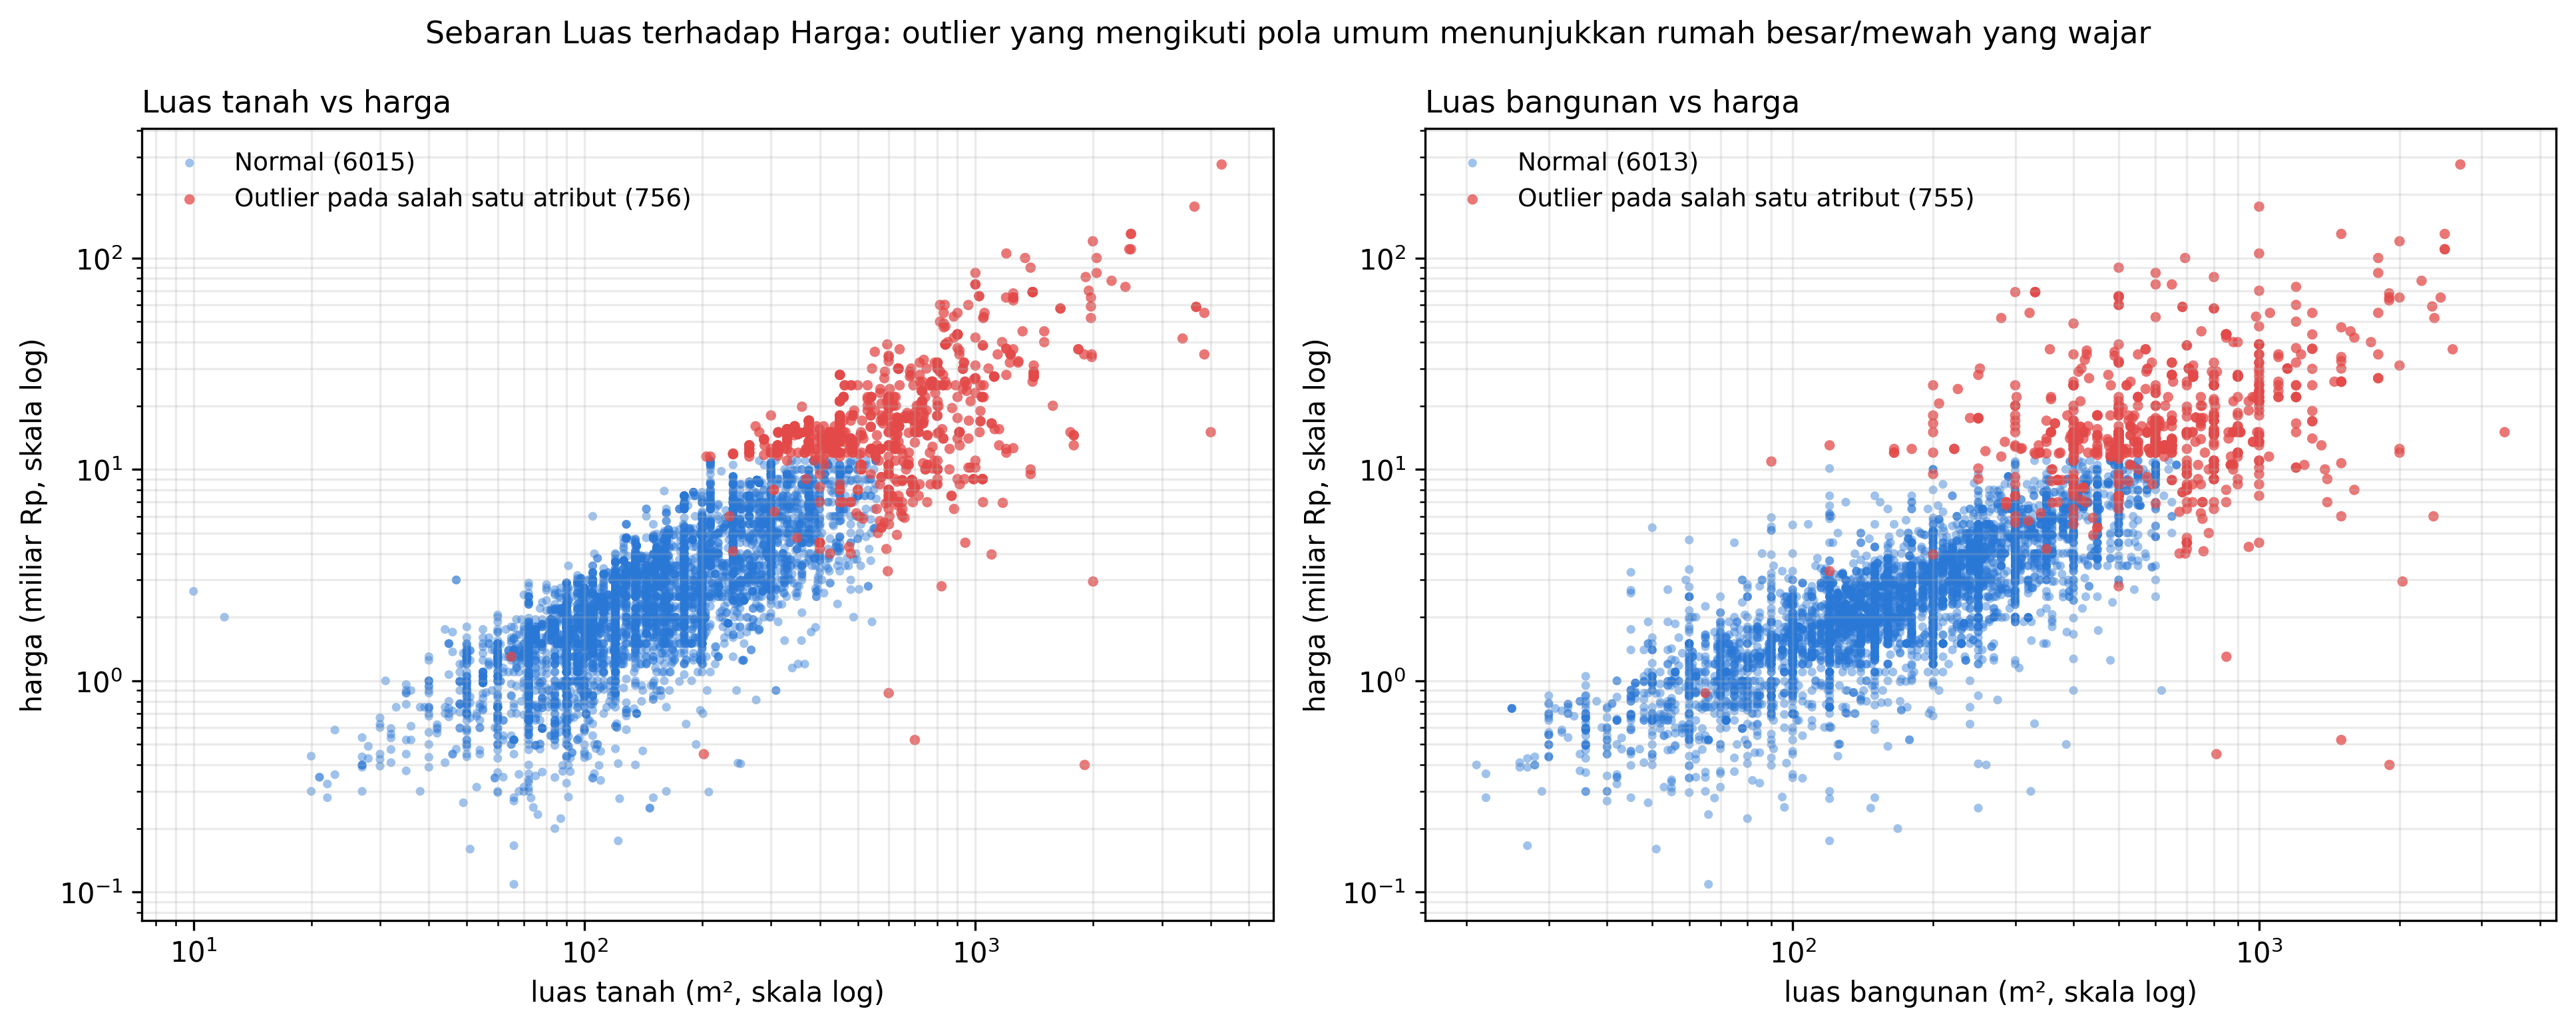 Sebaran Luas terhadap Harga: outlier yang mengikuti pola umum menunjukkan rumah besar/mewah yang wajar
Luas tanah vs harga
Normal (6015)
Outlier pada salah satu atribut (756)
harga (miliar Rp, skala log)
10²
10¹
10⁰
10⁻¹
10¹
10²
10³
luas tanah (m², skala log)
Luas bangunan vs harga
Normal (6013)
Outlier pada salah satu atribut (755)
harga (miliar Rp, skala log)
10²
10¹
10⁰
10⁻¹
10²
10³
luas bangunan (m², skala log)